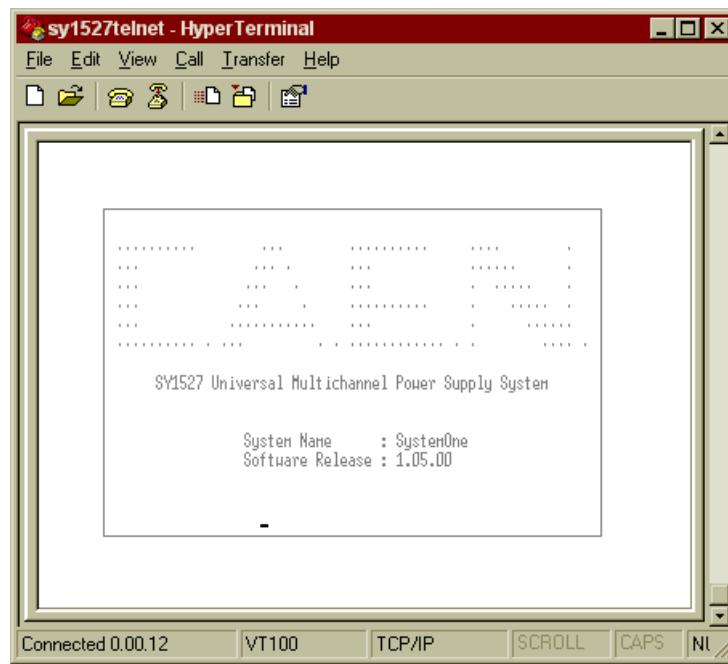 sy1527telnet - HyperTerminal
File Edit View Call Transfer Help
CAEN
SY1527 Universal Multichannel Power Supply System
System Name : SystemOne
Software Release : 1.05.00
Connected 0.00.12 VT100 TCP/IP SCROLL CAPS